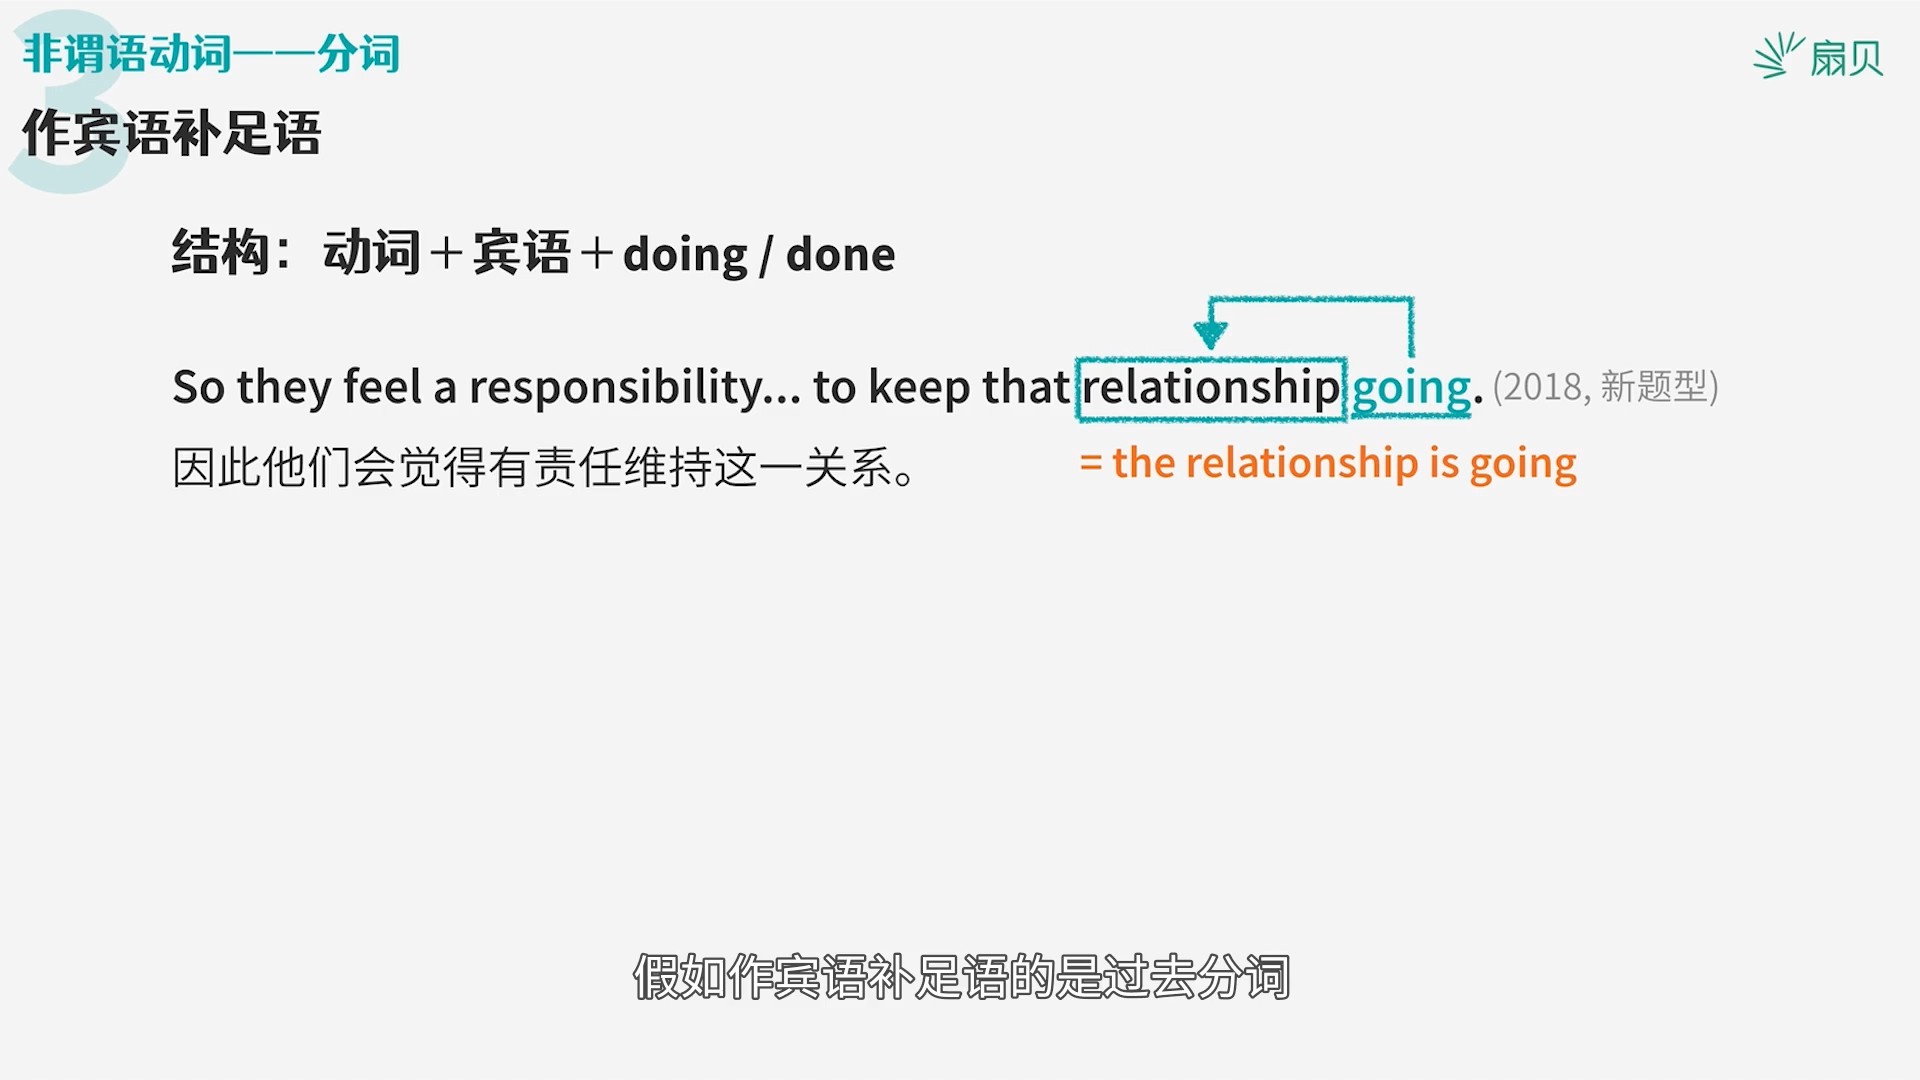 3
非谓语动词——分词
扇贝
作宾语补足语
结构：动词＋宾语＋doing / done
So they feel a responsibility... to keep that relationship going. (2018, 新题型)
因此他们会觉得有责任维持这一关系。
= the relationship is going
假如作宾语补足语的是过去分词